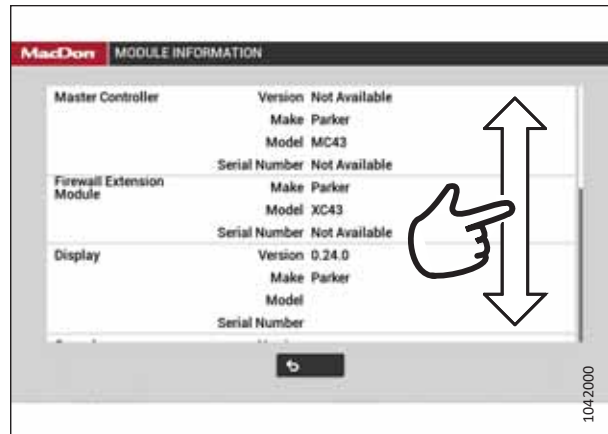 MacDon MODULE INFORMATION
Master Controller Version Not Available
Make Parker
Model MC43
Serial Number Not Available
Firewall Extension
Module
Make Parker
Model XC43
Serial Number Not Available
Display Version 0.24.0
Make Parker
Model
Serial Number
1042000